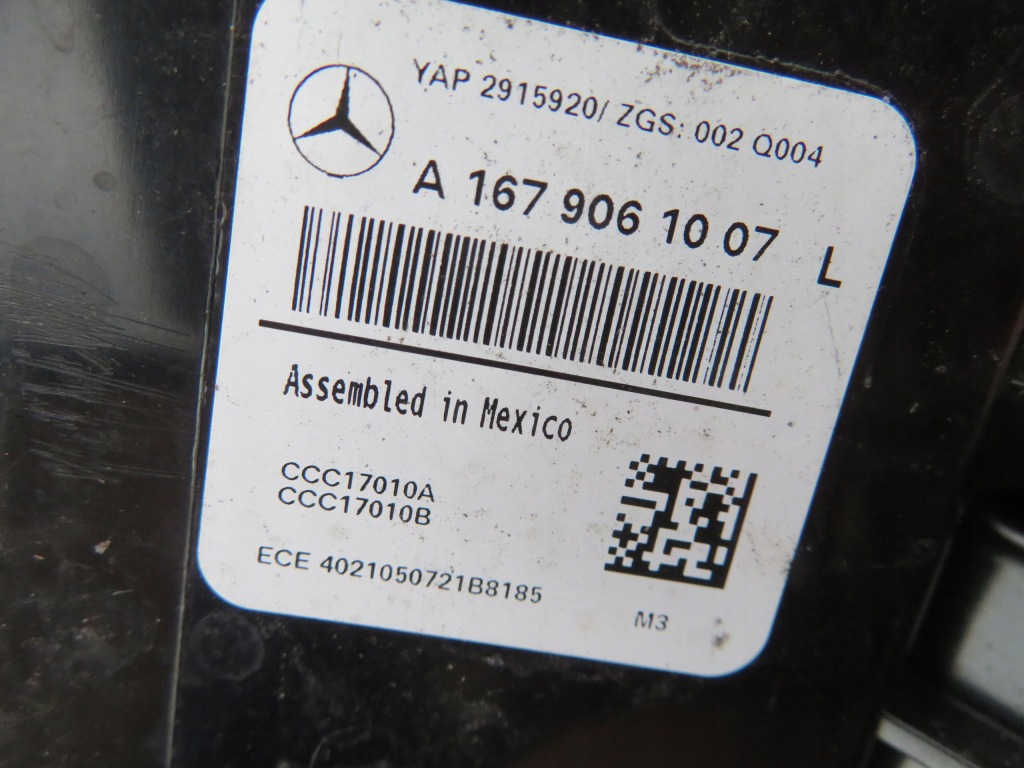 YAP 2915920/ ZGS: 002 Q004
A 167 906 10 07 L
Assembled in Mexico
CCC17010A
CCC17010B
ECE 4021050721B8185
M3